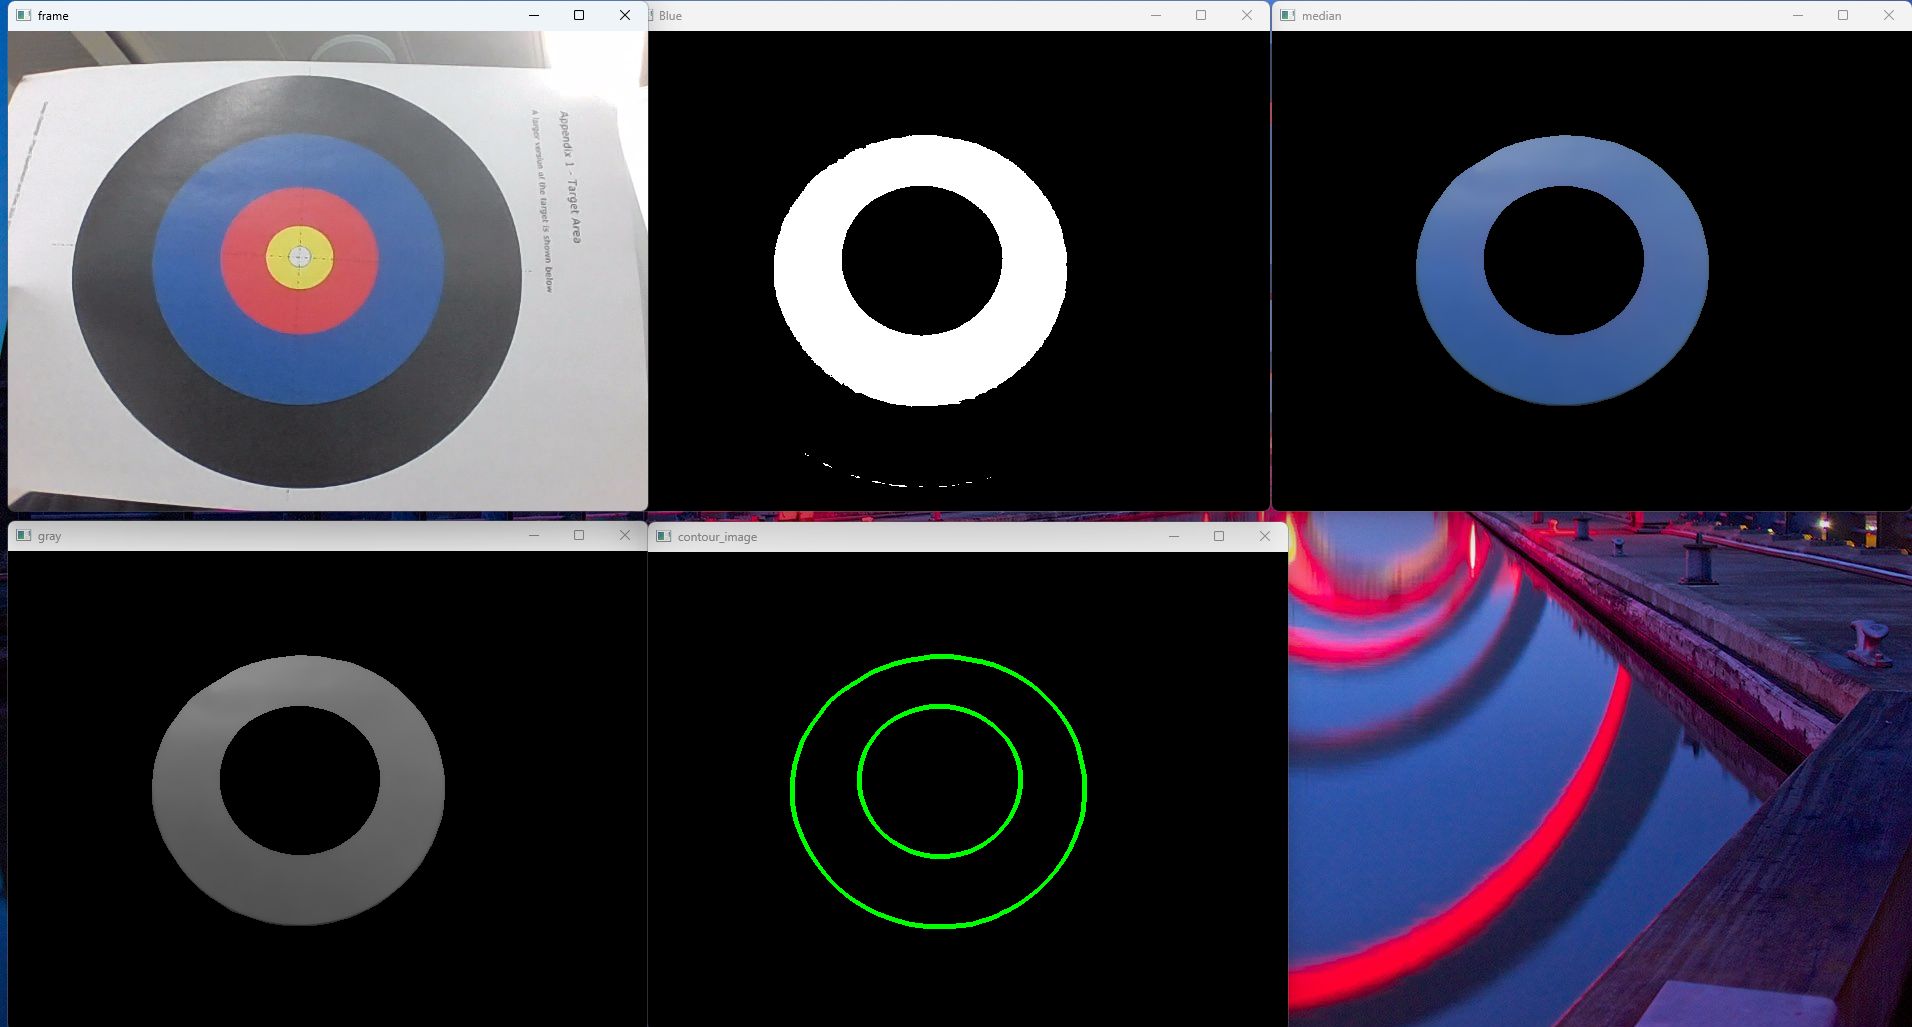 frame
Blue
median
Appendix 1 - Target Area
A larger version of the target is shown below
gray
contour_image